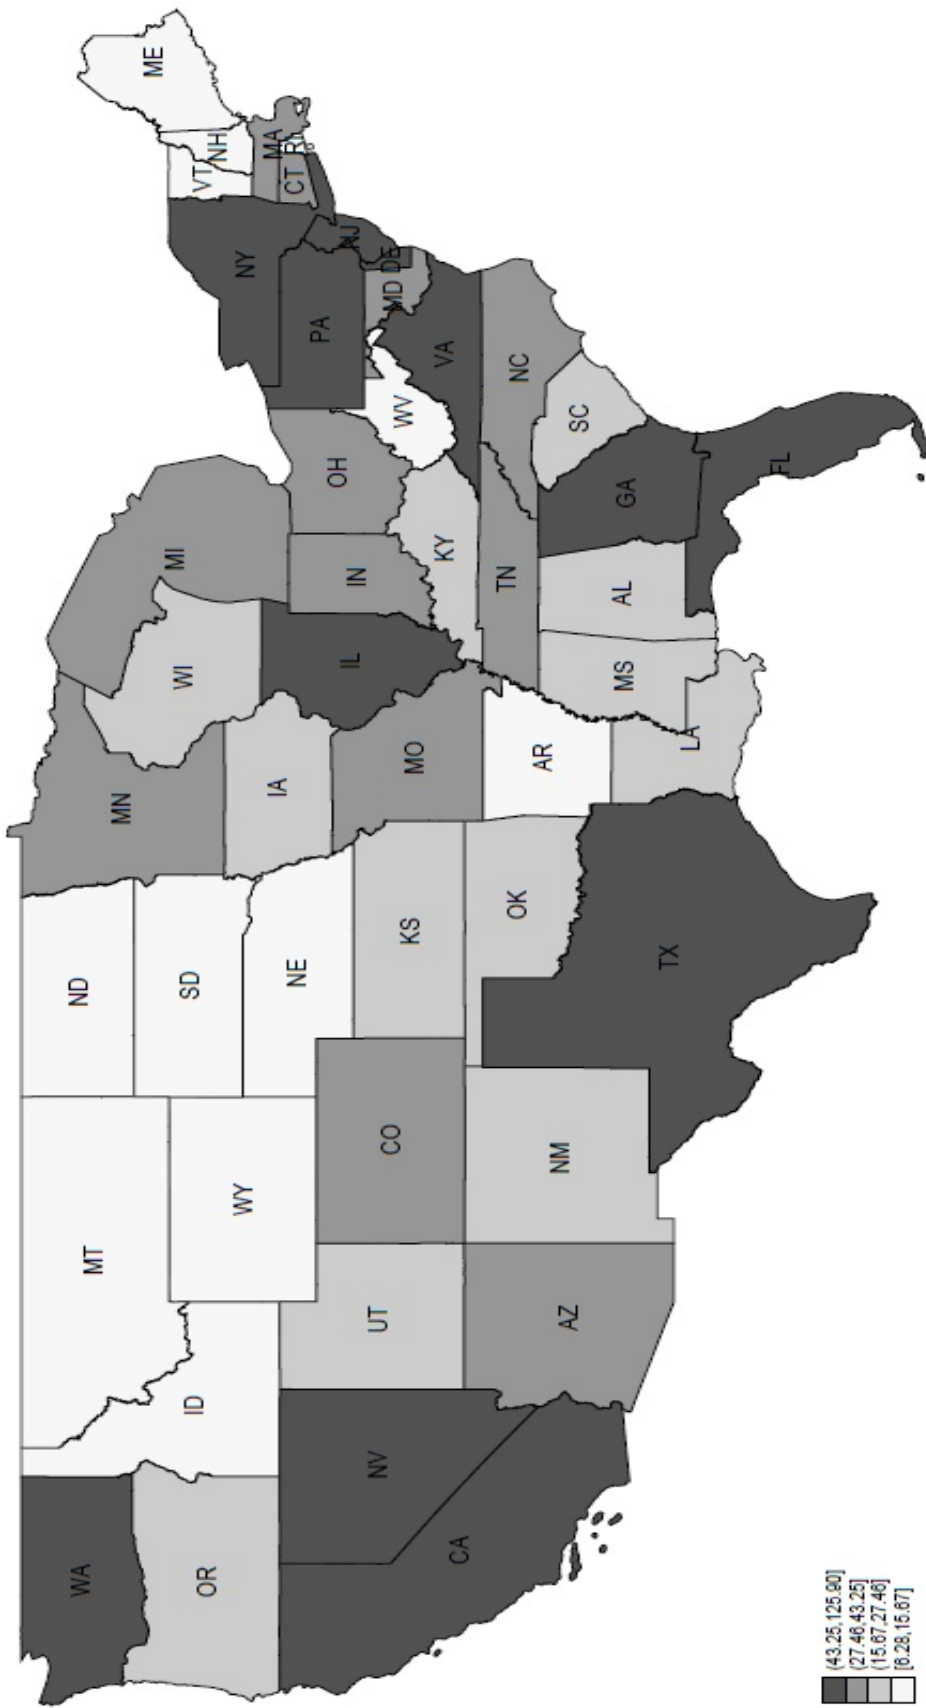 WA
MT
ND
MN
ME
VT
NH
OR
ID
WY
SD
WI
MI
NY
MA
CT
RI
NV
UT
CO
NE
IA
IL
IN
OH
PA
NJ
CA
KS
MO
KY
WV
VA
MD
DE
AZ
NM
OK
AR
TN
NC
SC
TX
LA
MS
AL
GA
FL
(43.25,125.90]
(27.46,43.25]
(15.67,27.46]
[6.28,15.67]